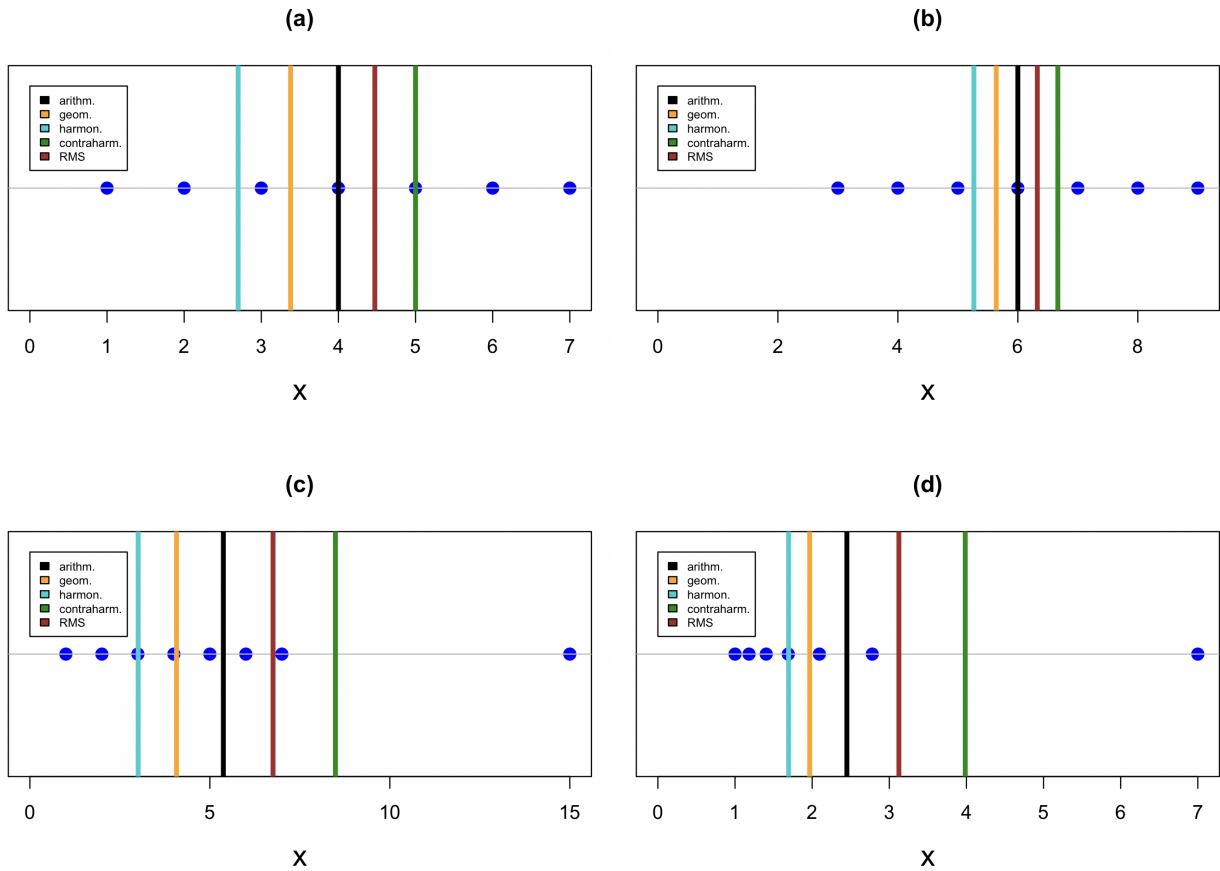 (a)
arithm.
geom.
harmon.
contraharm.
RMS
0 1 2 3 4 5 6 7
X
(b)
arithm.
geom.
harmon.
contraharm.
RMS
0 2 4 6 8
X
(c)
arithm.
geom.
harmon.
contraharm.
RMS
0 5 10 15
X
(d)
arithm.
geom.
harmon.
contraharm.
RMS
0 1 2 3 4 5 6 7
X